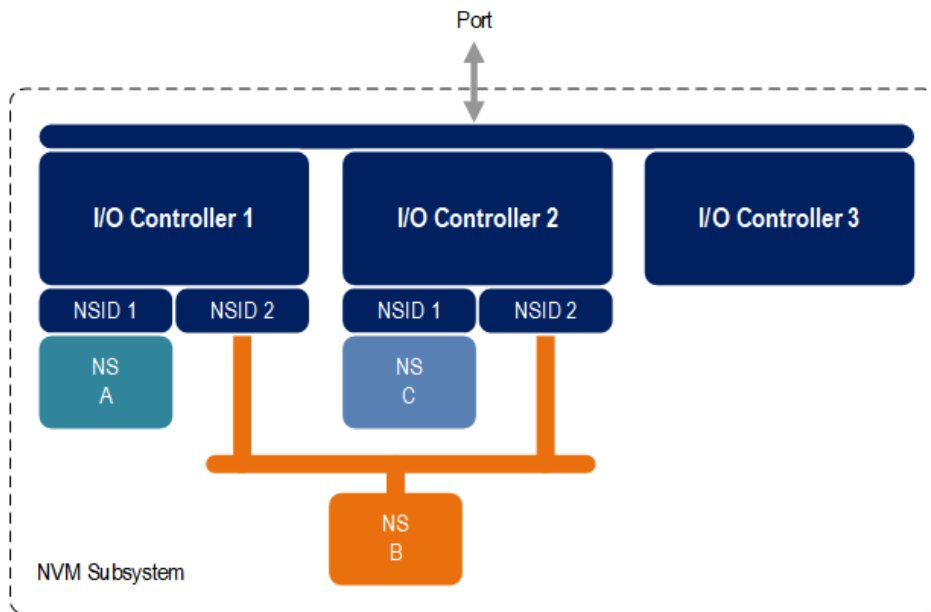 Port
I/O Controller 1
I/O Controller 2
I/O Controller 3
NSID 1
NSID 2
NSID 1
NSID 2
NS
A
NS
C
NS
B
NVM Subsystem